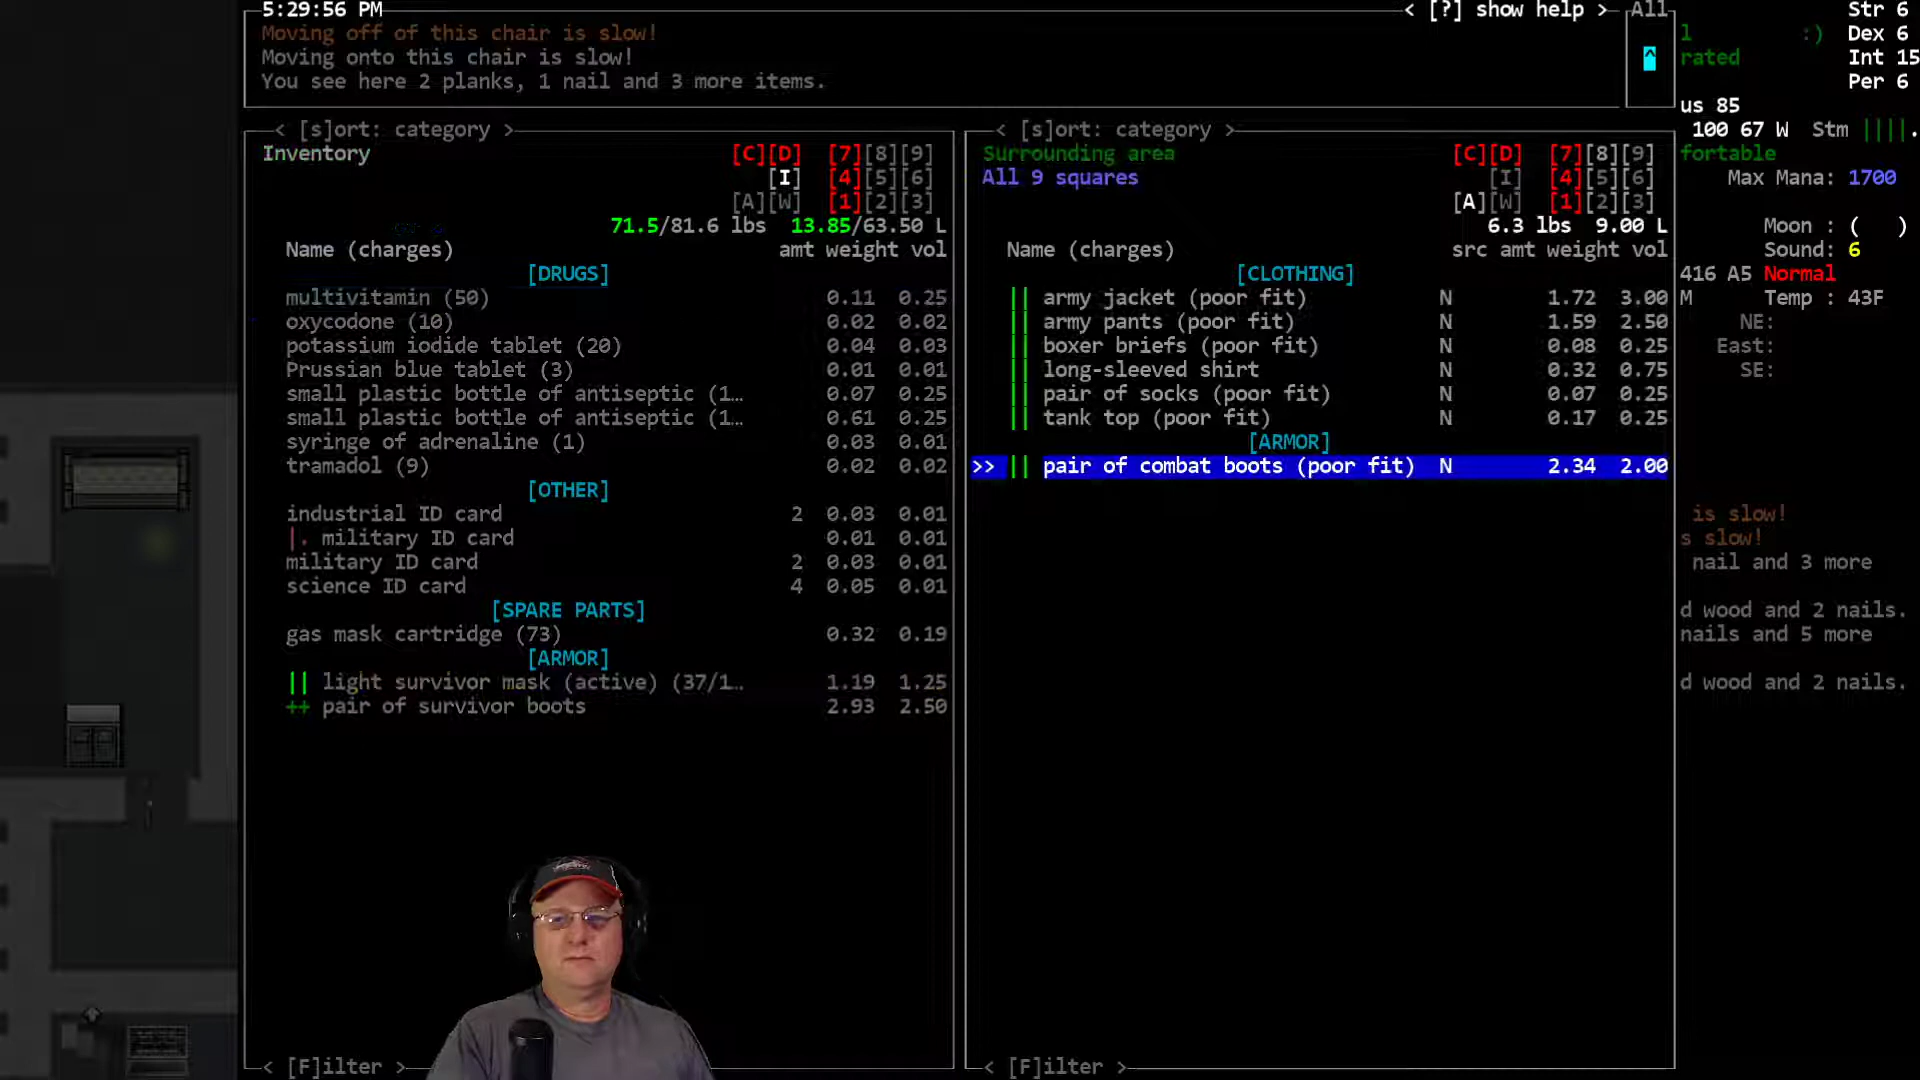 5:29:56 PM
< [?] show help >
All
Str 6
Moving off of this chair is slow!
l :)
Dex 6
Moving onto this chair is slow!
^
rated
Int 15
You see here 2 planks, 1 nail and 3 more items.
Per 6
us 85
100 67 W Stm ||||.
fortable
Max Mana: 1700
Moon : ( )
Sound: 6
416 A5 Normal
M Temp : 43F
NE:
East:
SE:
is slow!
s slow!
nail and 3 more
d wood and 2 nails.
nails and 5 more
d wood and 2 nails.
< [s]ort: category >
Inventory
[C][D] [7][8][9]
[I] [4][5][6]
[A][W] [1][2][3]
71.5/81.6 lbs 13.85/63.50 L
Name (charges) amt weight vol
[DRUGS]
multivitamin (50) 0.11 0.25
oxycodone (10) 0.02 0.02
potassium iodide tablet (20) 0.04 0.03
Prussian blue tablet (3) 0.01 0.01
small plastic bottle of antiseptic (1… 0.07 0.25
small plastic bottle of antiseptic (1… 0.61 0.25
syringe of adrenaline (1) 0.03 0.01
tramadol (9) 0.02 0.02
[OTHER]
industrial ID card 2 0.03 0.01
|. military ID card 0.01 0.01
military ID card 2 0.03 0.01
science ID card 4 0.05 0.01
[SPARE PARTS]
gas mask cartridge (73) 0.32 0.19
[ARMOR]
|| light survivor mask (active) (37/1… 1.19 1.25
++ pair of survivor boots 2.93 2.50
< [F]ilter >
< [s]ort: category >
Surrounding area
All 9 squares
[C][D] [7][8][9]
[I] [4][5][6]
[A][W] [1][2][3]
6.3 lbs 9.00 L
Name (charges) src amt weight vol
[CLOTHING]
|| army jacket (poor fit) N 1.72 3.00
|| army pants (poor fit) N 1.59 2.50
|| boxer briefs (poor fit) N 0.08 0.25
|| long-sleeved shirt N 0.32 0.75
|| pair of socks (poor fit) N 0.07 0.25
|| tank top (poor fit) N 0.17 0.25
[ARMOR]
>> || pair of combat boots (poor fit) N 2.34 2.00
< [F]ilter >